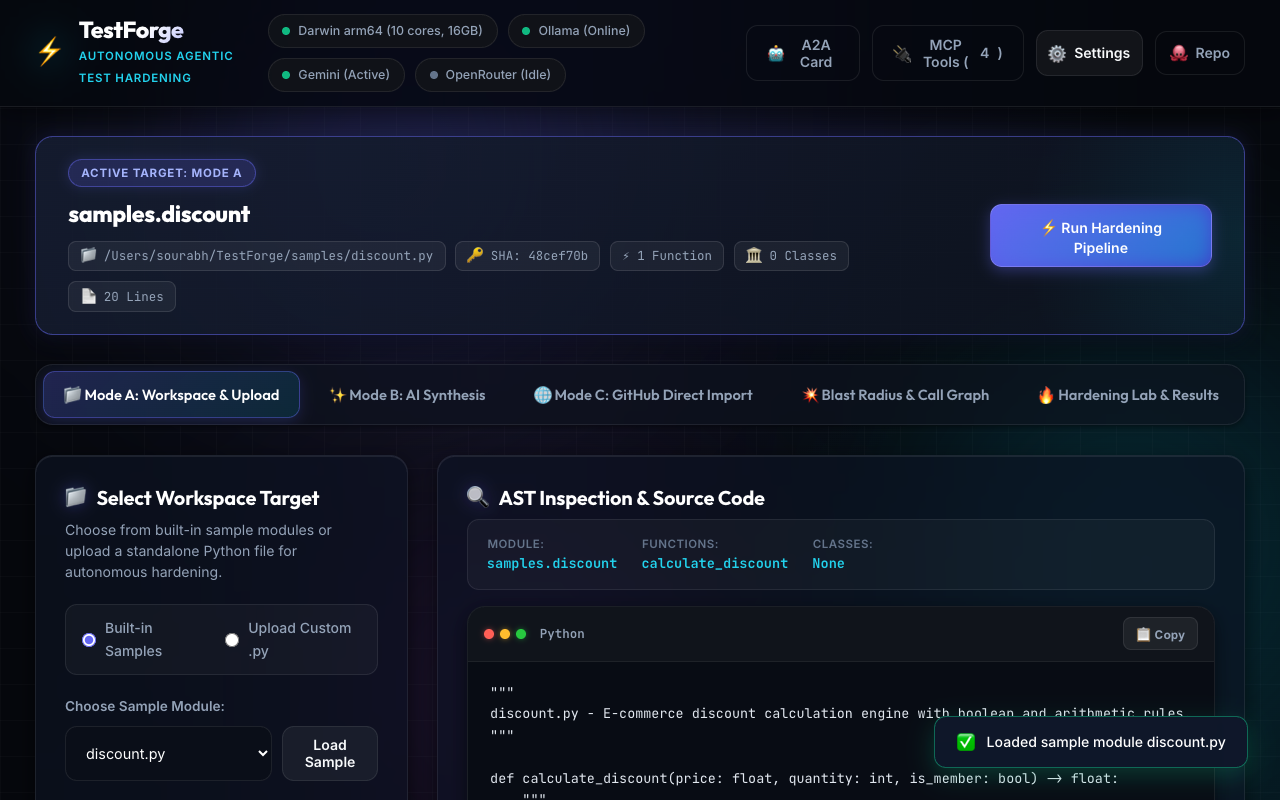 TestForge
AUTONOMOUS AGENTIC
TEST HARDENING
Darwin arm64 (10 cores, 16GB)
Ollama (Online)
Gemini (Active)
OpenRouter (Idle)
A2A
Card
MCP
Tools ( 4 )
Settings
Repo
ACTIVE TARGET: MODE A
samples.discount
/Users/sourabh/TestForge/samples/discount.py
SHA: 48cef70b
⚡ 1 Function
0 Classes
20 Lines
⚡ Run Hardening
Pipeline
Mode A: Workspace & Upload
Mode B: AI Synthesis
Mode C: GitHub Direct Import
Blast Radius & Call Graph
Hardening Lab & Results
Select Workspace Target
Choose from built-in sample modules or
upload a standalone Python file for
autonomous hardening.
Built-in
Samples
Upload Custom
.py
Choose Sample Module:
discount.py
Load
Sample
AST Inspection & Source Code
MODULE:
samples.discount
FUNCTIONS:
calculate_discount
CLASSES:
None
Python
Copy
"""
discount.py - E-commerce discount calculation engine with boolean and arithmetic rules
"""
def calculate_discount(price: float, quantity: int, is_member: bool) -> float:
"""
Loaded sample module discount.py